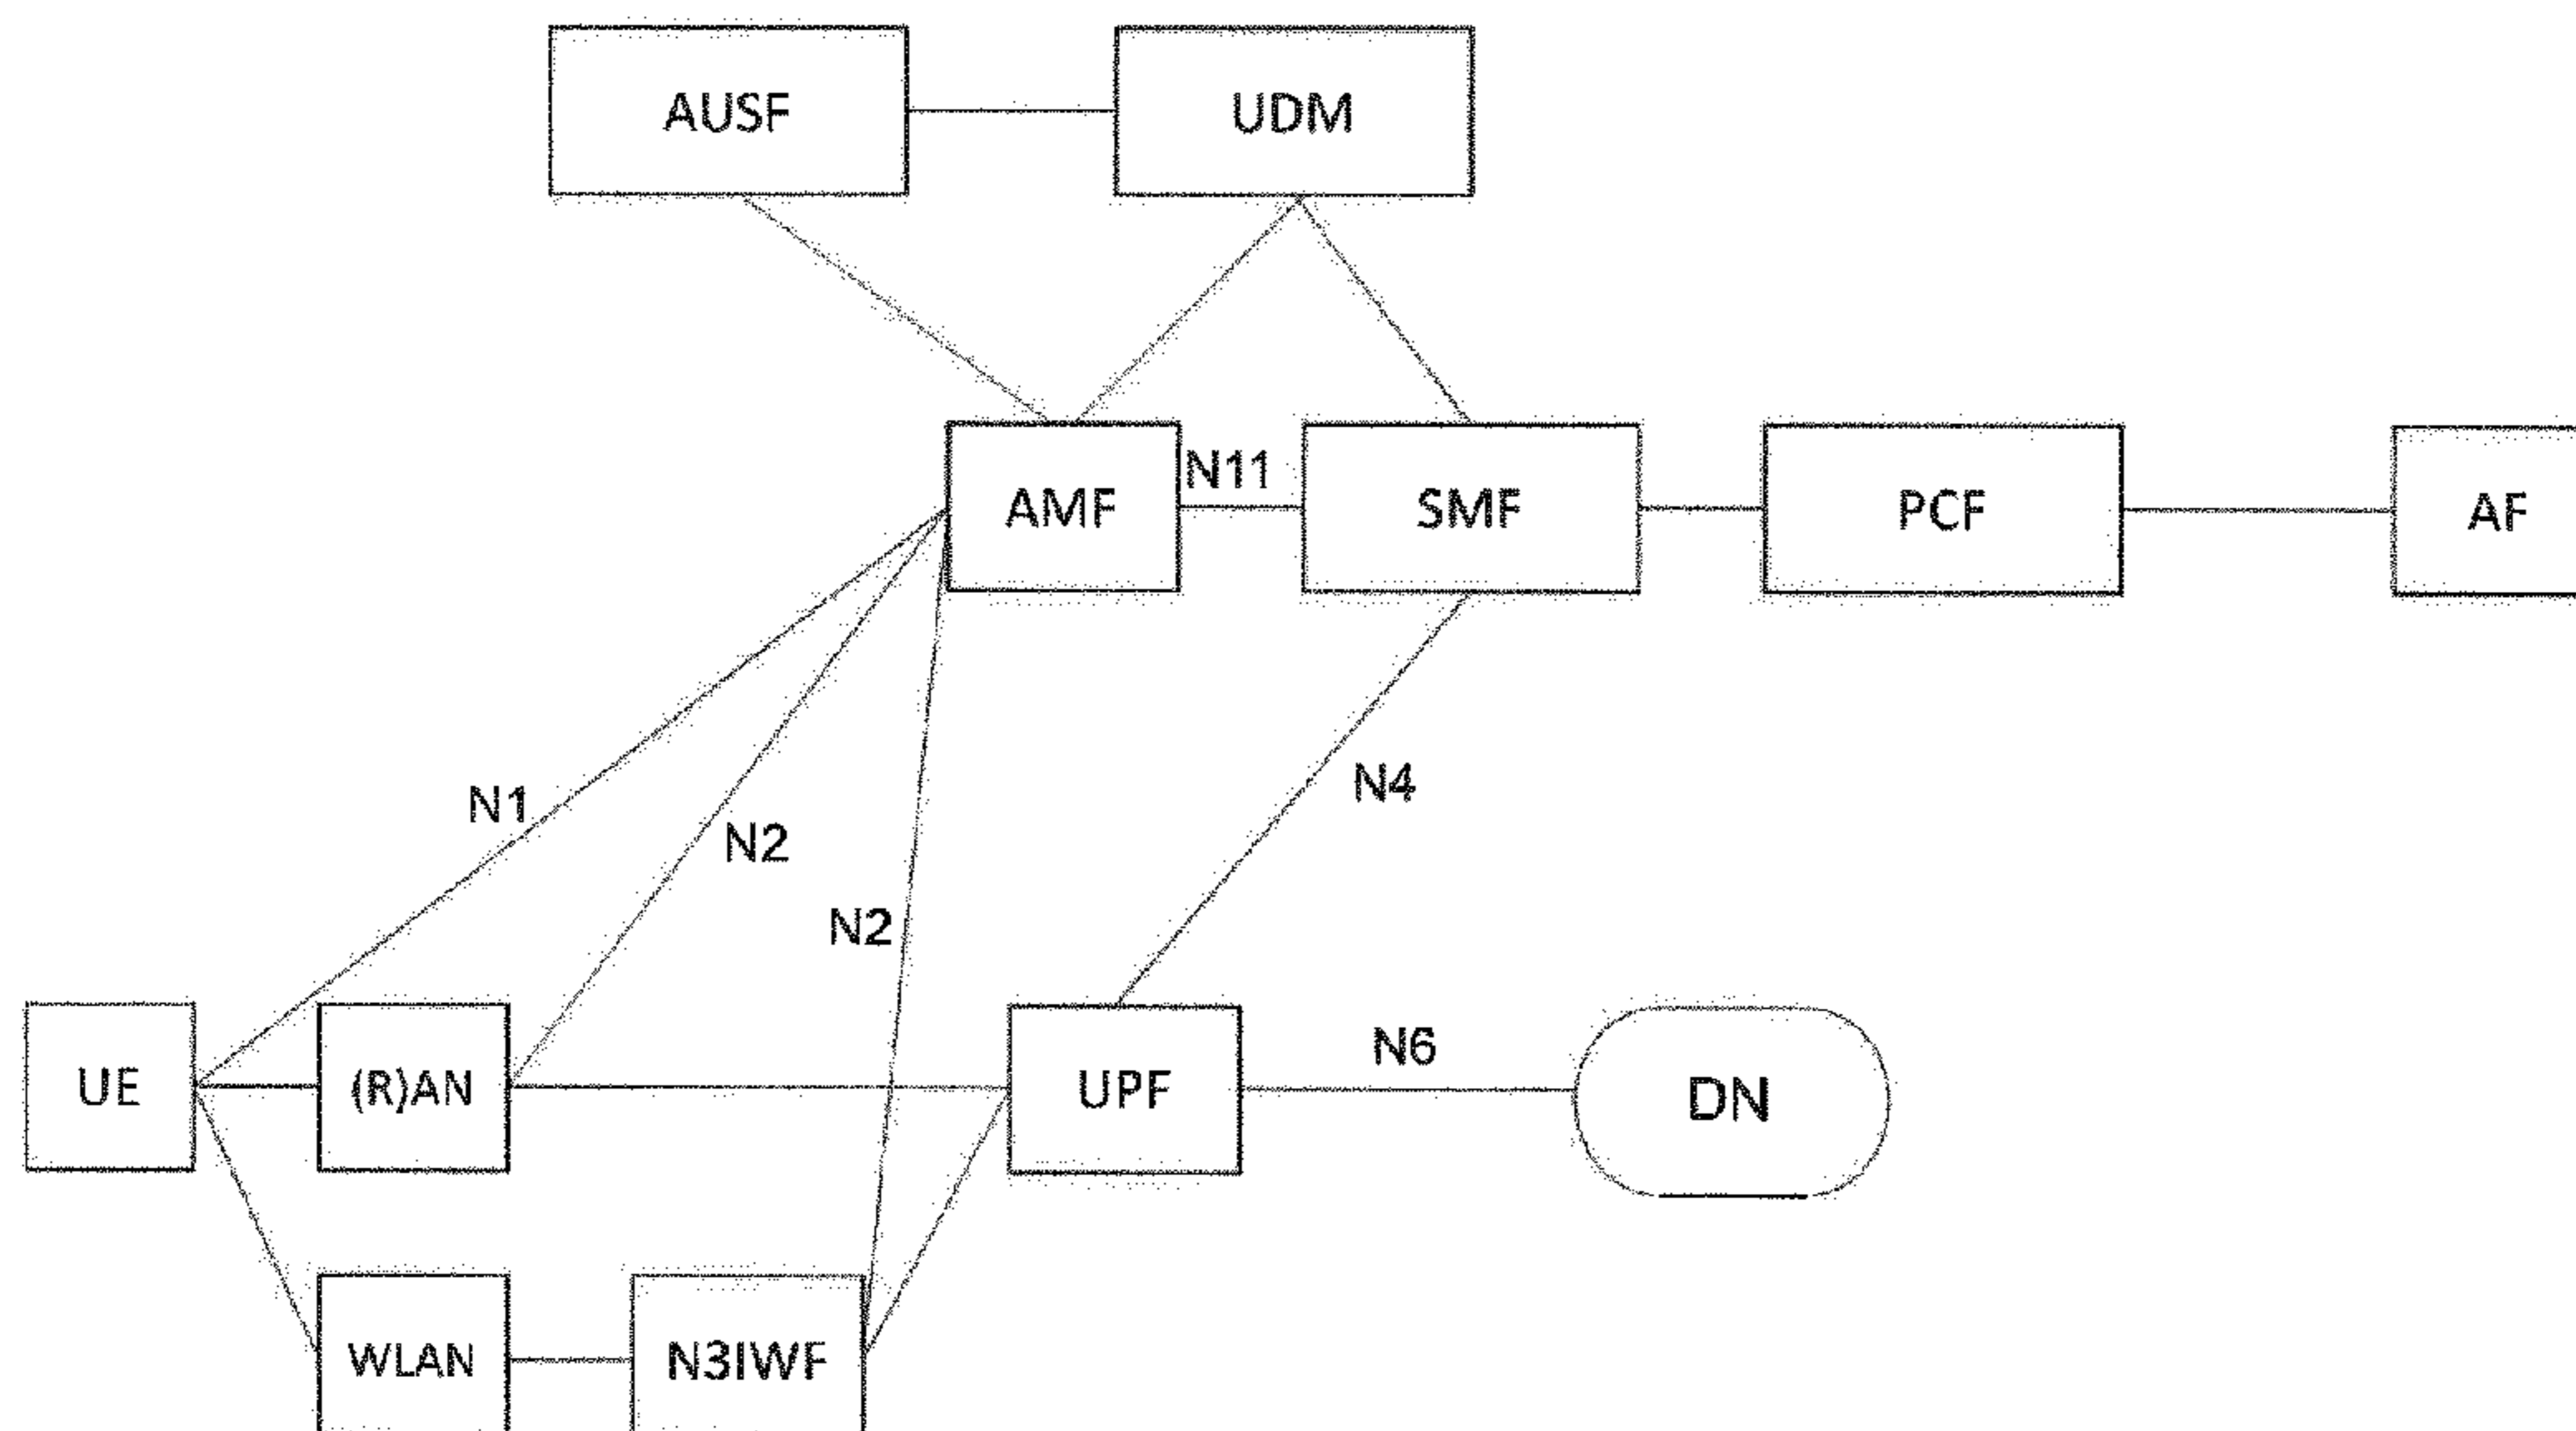 AUSF
UDM
AMF
N11
SMF
PCF
AF
N1
N2
N4
N2
UE
(R)AN
UPF
N6
DN
WLAN
N3IWF